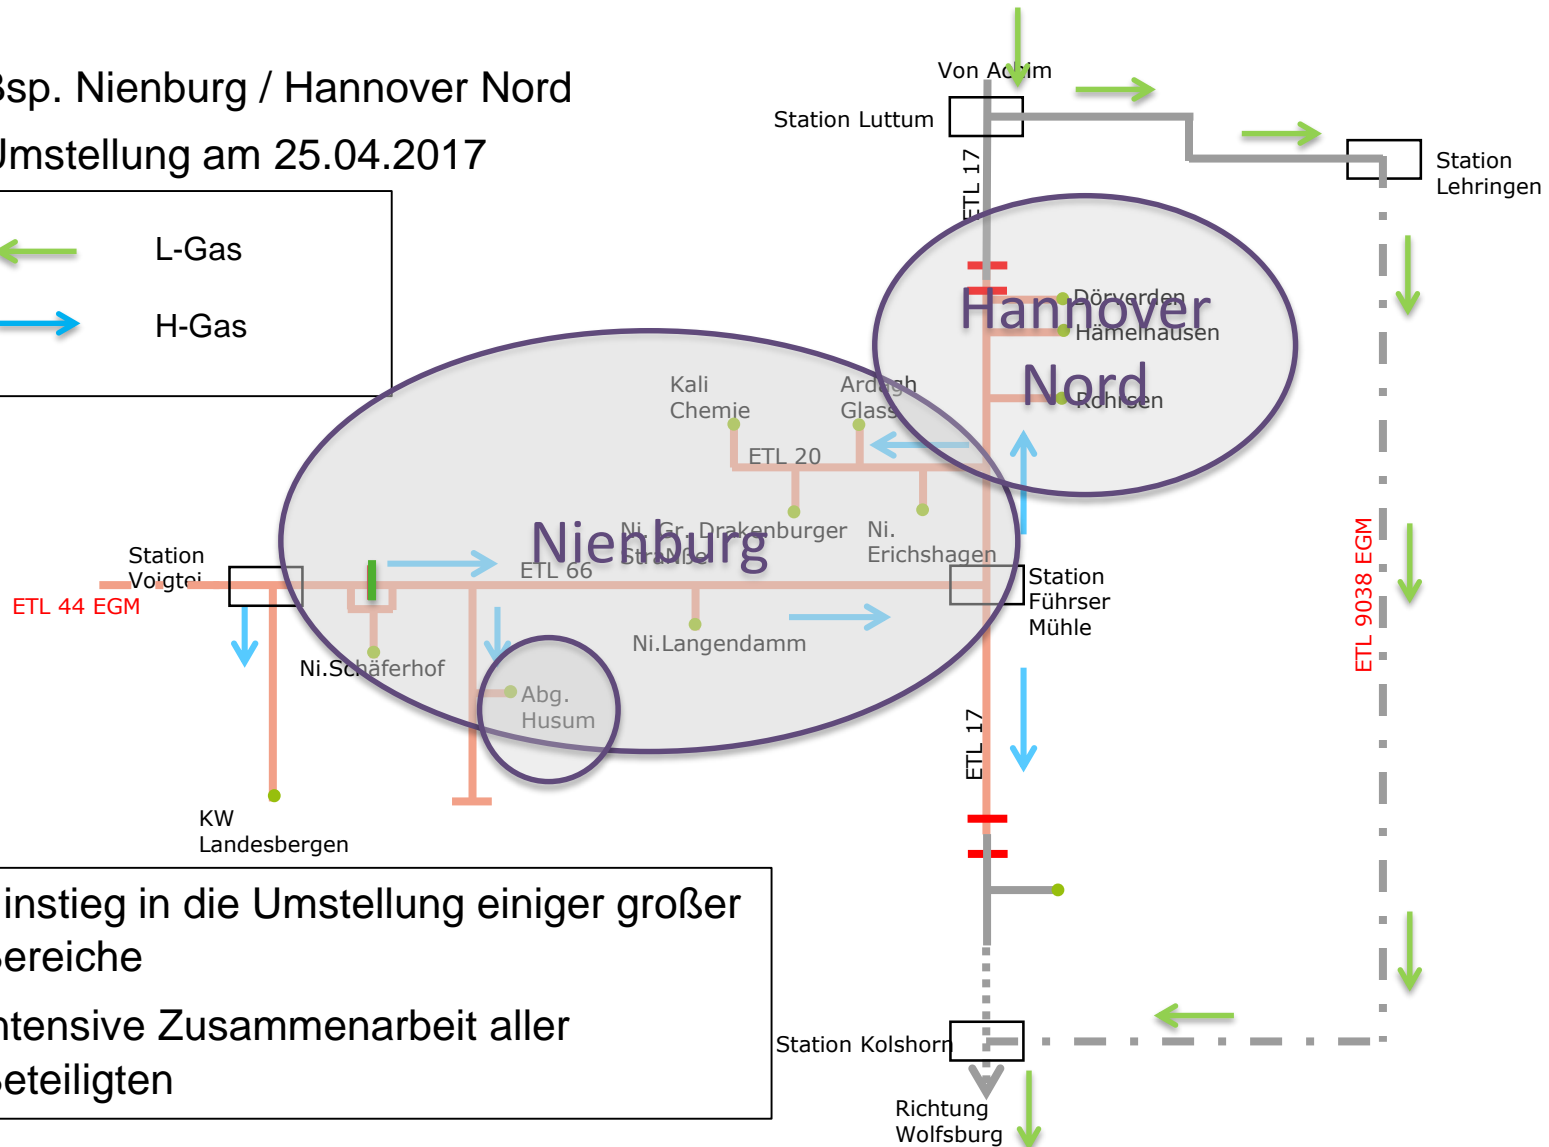 Bsp. Nienburg / Hannover Nord
Umstellung am 25.04.2017
L-Gas
H-Gas
Von Achim
Station Luttum
Station
Lehringen
ETL 17
Hannover
Nord
Dörverden
Hämelhausen
Rohrsen
Kali
Chemie
Ardagh
Glass
ETL 20
Nienburg
Ni. Gr. Drakenburger
StraNße
Ni.
Erichshagen
Station
Voigtei
ETL 66
ETL 44 EGM
Station
Führser
Mühle
ETL 9038 EGM
Ni.Schäferhof
Ni.Langendamm
Abg.
Husum
ETL 17
KW
Landesbergen
Einstieg in die Umstellung einiger großer
Bereiche
Intensive Zusammenarbeit aller
Beteiligten
Station Kolshorn
Richtung
Wolfsburg